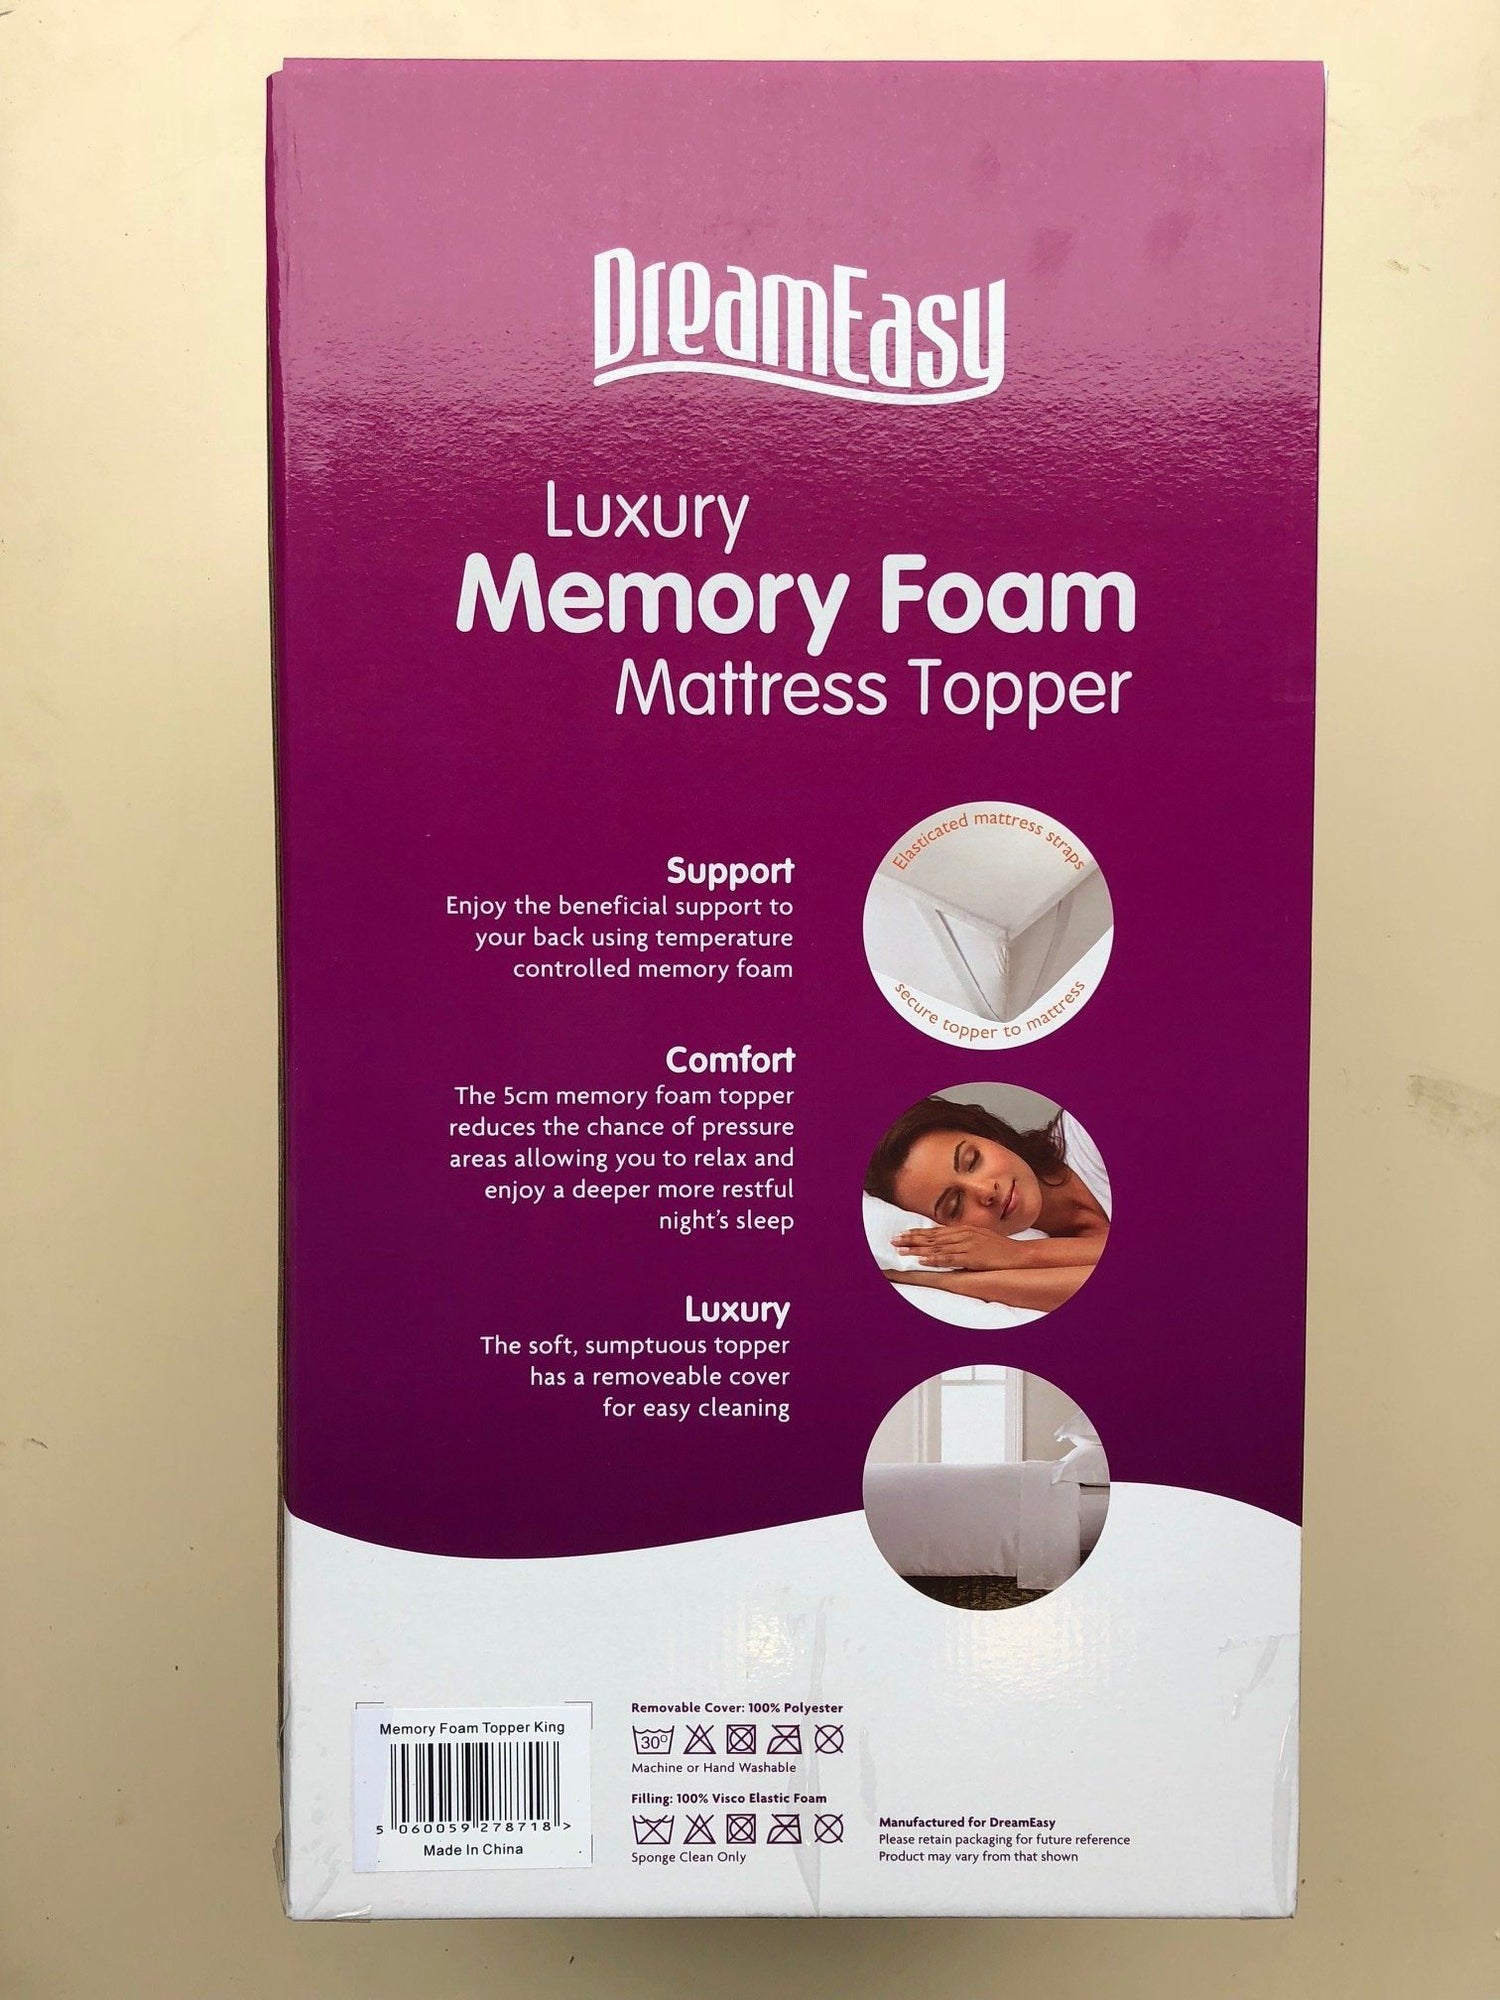 DreamEasy
Luxury
Memory Foam
Mattress Topper
Elasticated mattress straps
secure topper to mattress
Support
Enjoy the beneficial support to
your back using temperature
controlled memory foam
Comfort
The 5cm memory foam topper
reduces the chance of pressure
areas allowing you to relax and
enjoy a deeper more restful
night's sleep
Luxury
The soft, sumptuous topper
has a removeable cover
for easy cleaning
Memory Foam Topper King
5 060059 278718 >
Made In China
Removable Cover: 100% Polyester
30°
Machine or Hand Washable
Filling: 100% Visco Elastic Foam
Sponge Clean Only
Manufactured for DreamEasy
Please retain packaging for future reference
Product may vary from that shown